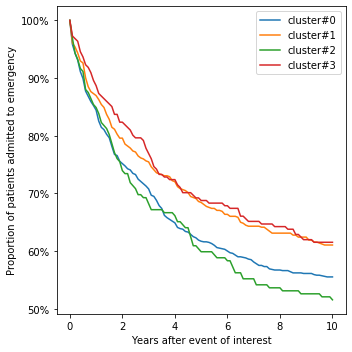 100%
90%
80%
70%
60%
50%
Proportion of patients admitted to emergency
cluster#0
cluster#1
cluster#2
cluster#3
0
2
4
6
8
10
Years after event of interest